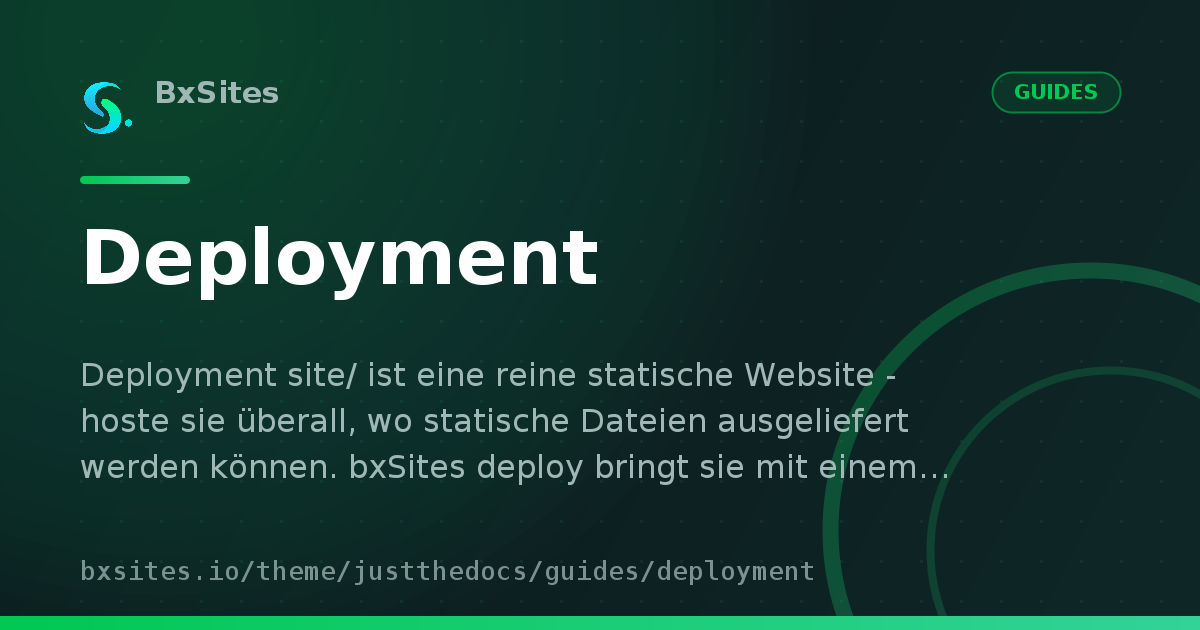 BxSites
GUIDES
Deployment
Deployment site/ ist eine reine statische Website -
hoste sie überall, wo statische Dateien ausgeliefert
werden können. bxSites deploy bringt sie mit einem...
bxsites.io/theme/justthedocs/guides/deployment